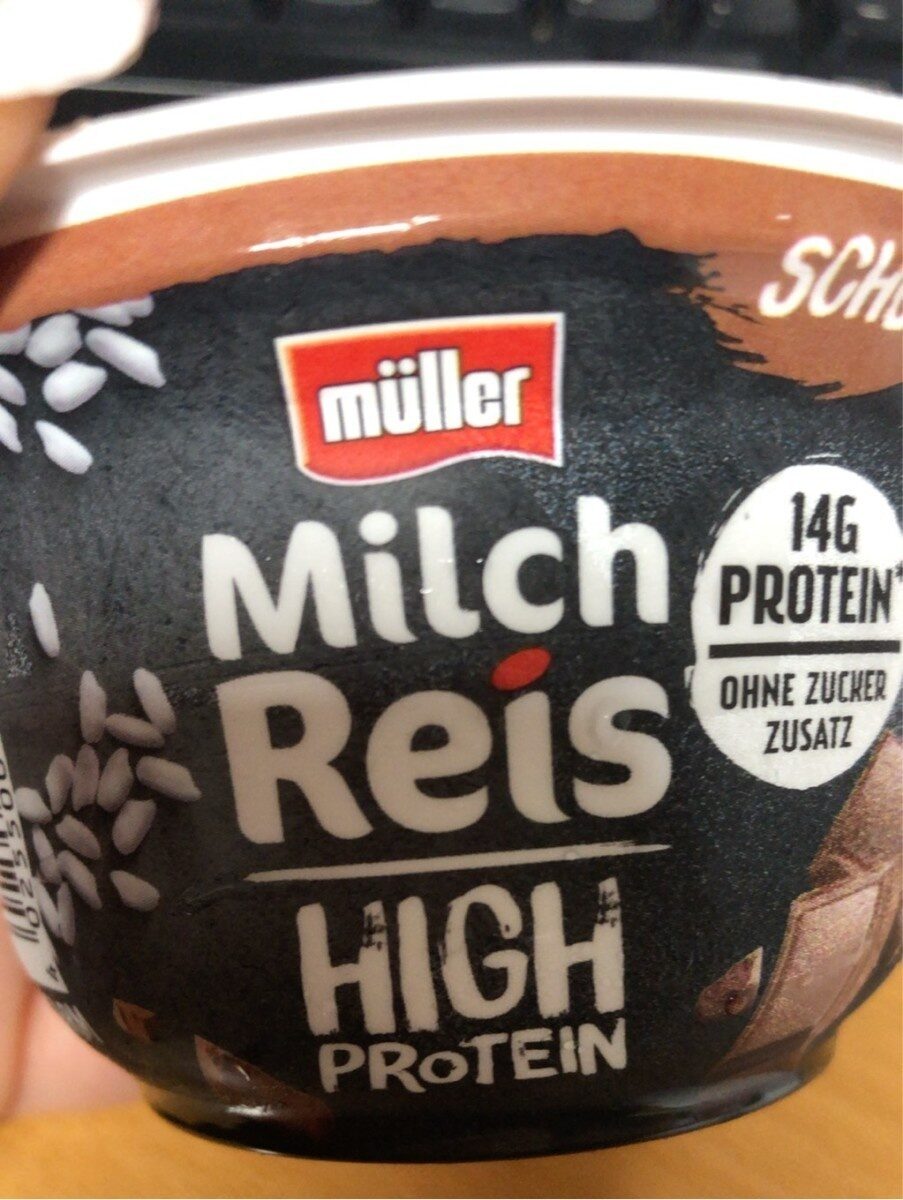 müller
Milch
Reis
HIGH
PROTEIN
14G
PROTEIN*
OHNE ZUCKER
ZUSATZ